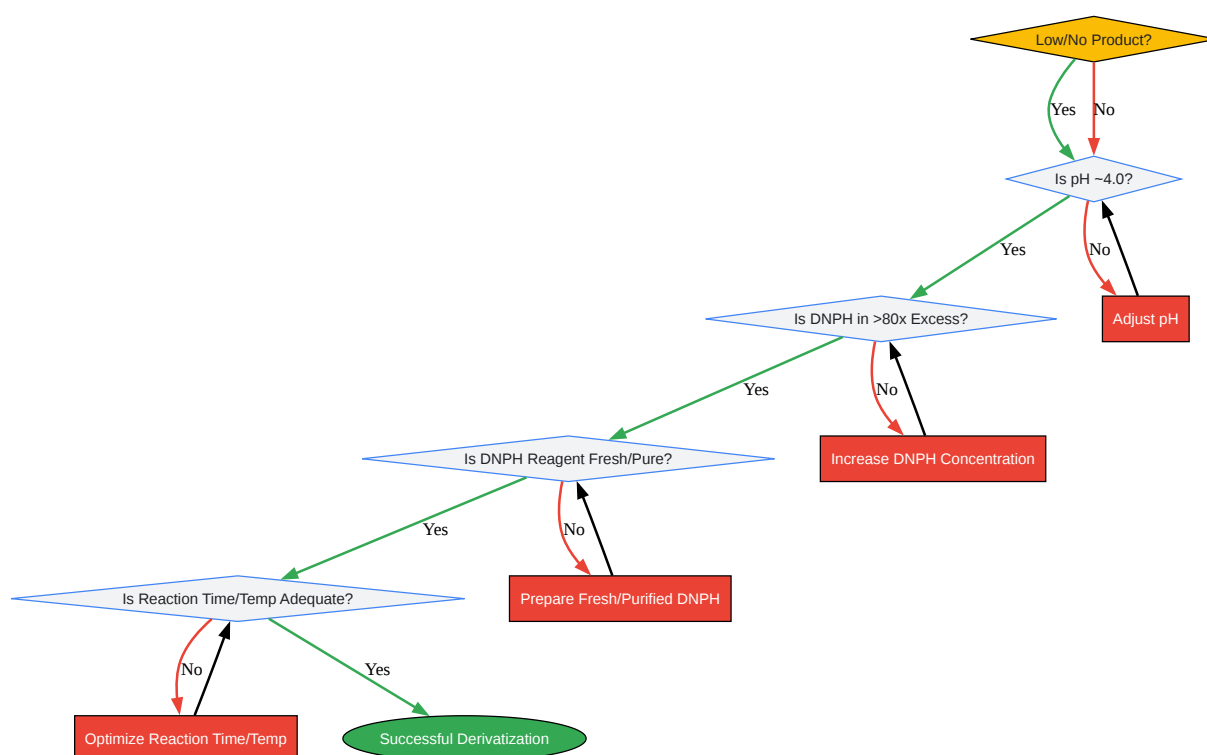 Low/No Product?
Yes
No
Is pH ~4.0?
Yes
No
Is DNPH in >80x Excess?
Adjust pH
Yes
No
Is DNPH Reagent Fresh/Pure?
Increase DNPH Concentration
Yes
No
Is Reaction Time/Temp Adequate?
Prepare Fresh/Purified DNPH
No
Yes
Optimize Reaction Time/Temp
Successful Derivatization